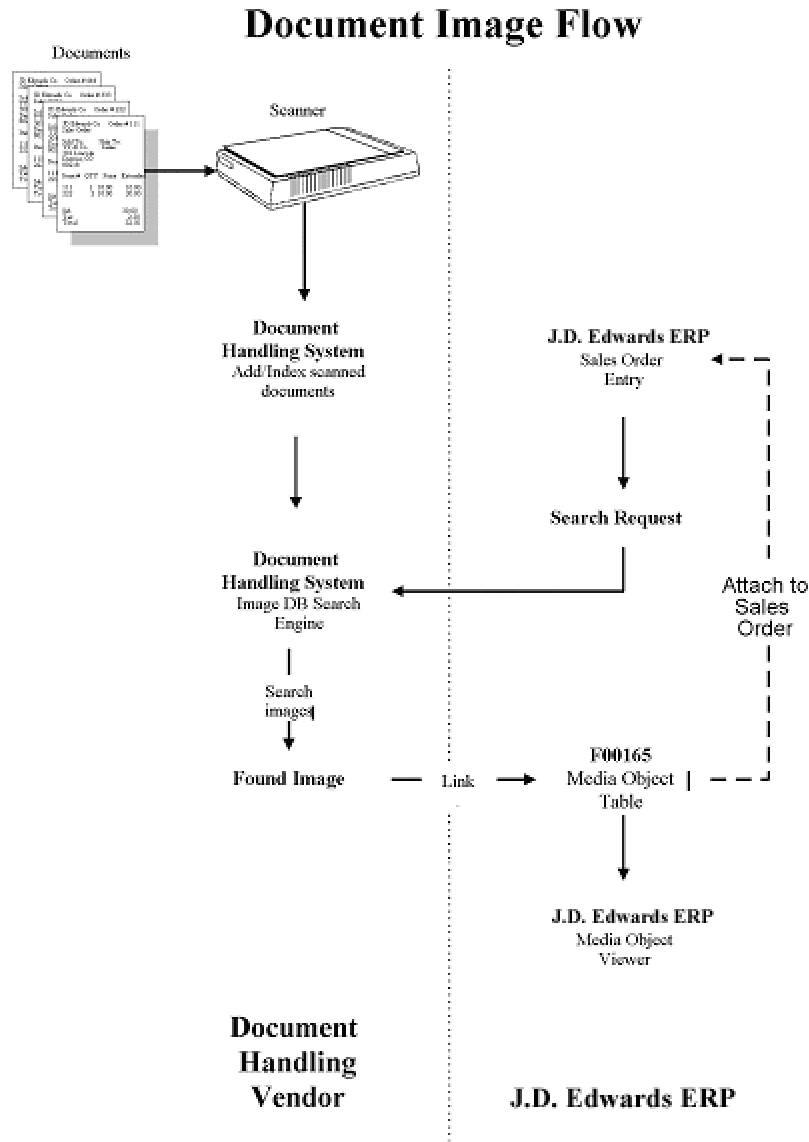 Document Image Flow
Documents
Scanner
Document
Handling System
Add/Index scanned
documents
J.D. Edwards ERP
Sales Order
Entry
Search Request
Document
Handling System
Image DB Search
Engine
Attach to
Sales
Order
Search
images
Found Image
Link
F00165
Media Object
Table
J.D. Edwards ERP
Media Object
Viewer
Document
Handling
Vendor
J.D. Edwards ERP